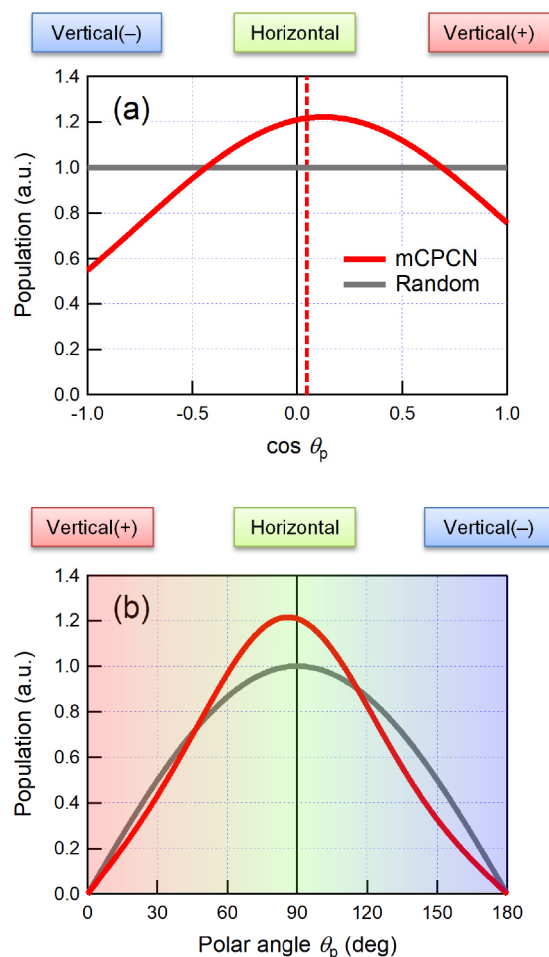 Vertical(–) Horizontal Vertical(+)
(a)
1.4
1.2
1.0
0.8
0.6
0.4
0.2
0.0
Population (a.u.)
mCPCN
Random
-1.0 -0.5 0.0 0.5 1.0
cos θp
Vertical(+) Horizontal Vertical(–)
(b)
1.4
1.2
1.0
0.8
0.6
0.4
0.2
0.0
Population (a.u.)
0 30 60 90 120 150 180
Polar angle θp (deg)